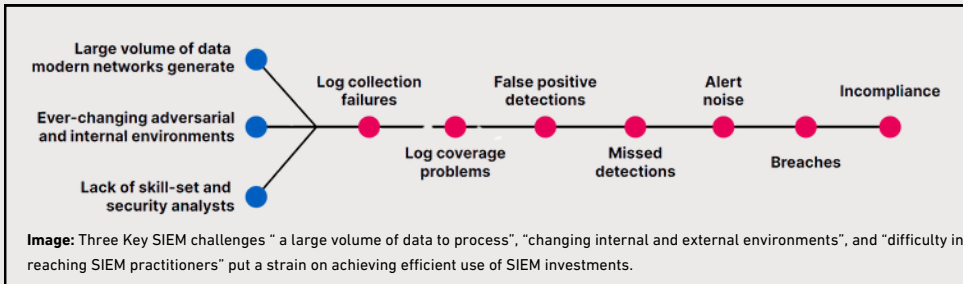 Large volume of data
modern networks generate
Ever-changing adversarial
and internal environments
Lack of skill-set and
security analysts
Log collection
failures
Log coverage
problems
False positive
detections
Missed
detections
Alert
noise
Breaches
Incompliance
Image: Three Key SIEM challenges “ a large volume of data to process”, “changing internal and external environments”, and “difficulty in
reaching SIEM practitioners” put a strain on achieving efficient use of SIEM investments.